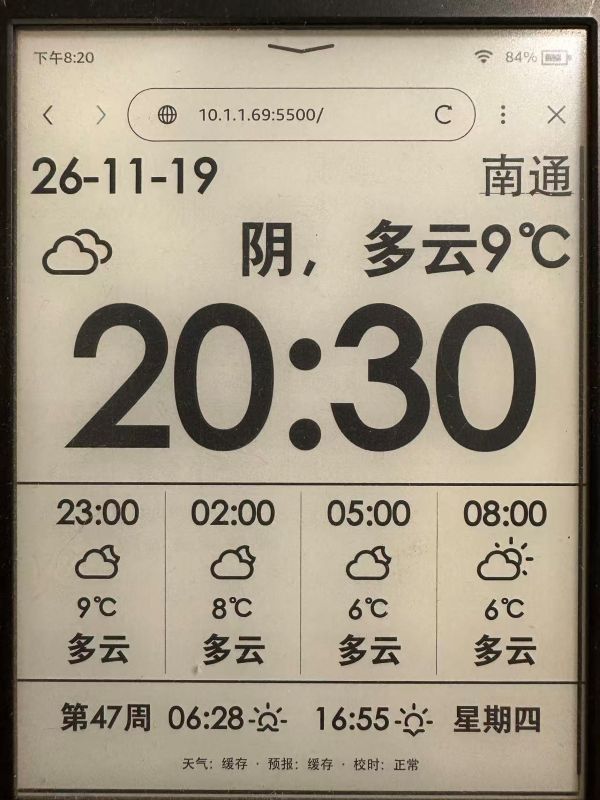 下午8:20 84%
10.1.1.69:5500/
26-11-19 南通
阴，多云9℃
20:30
23:00 02:00 05:00 08:00
9℃ 8℃ 6℃ 6℃
多云 多云 多云 多云
第47周 06:28 16:55 星期四
天气：缓存 · 预报：缓存 · 校时：正常